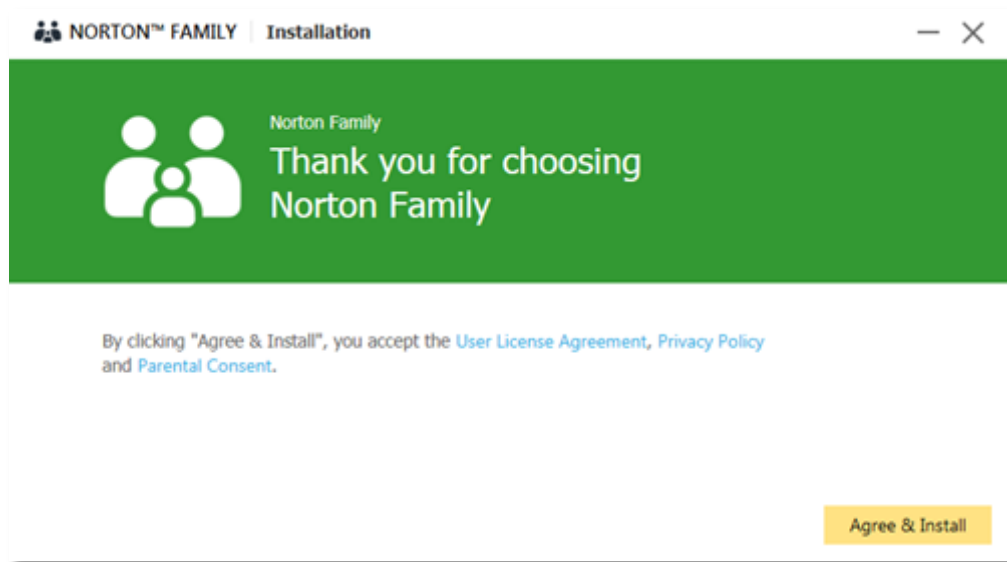 NORTON™ FAMILY Installation
Norton Family
Thank you for choosing
Norton Family
By clicking "Agree & Install", you accept the User License Agreement, Privacy Policy
and Parental Consent.
Agree & Install